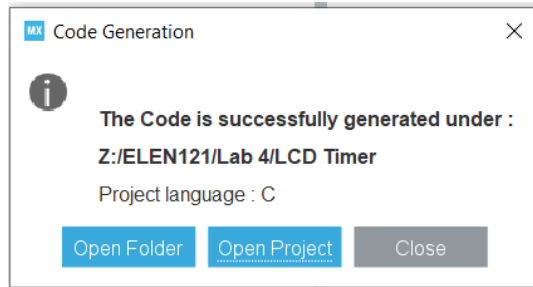 MX Code Generation
The Code is successfully generated under :
Z:/ELEN121/Lab 4/LCD Timer
Project language : C
Open Folder Open Project Close